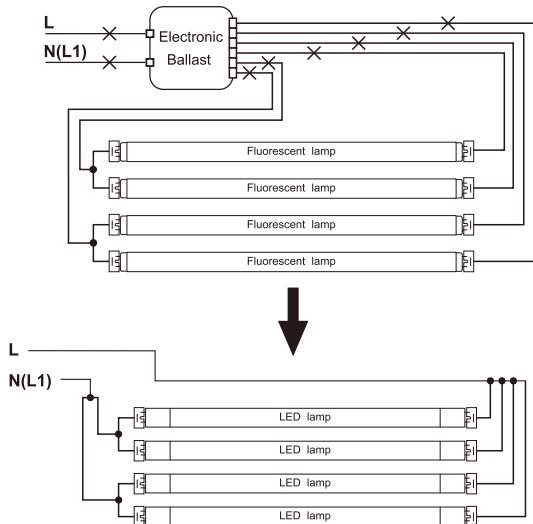 L
N(L1)
Electronic
Ballast
Fluorescent lamp
Fluorescent lamp
Fluorescent lamp
Fluorescent lamp
L
N(L1)
LED lamp
LED lamp
LED lamp
LED lamp